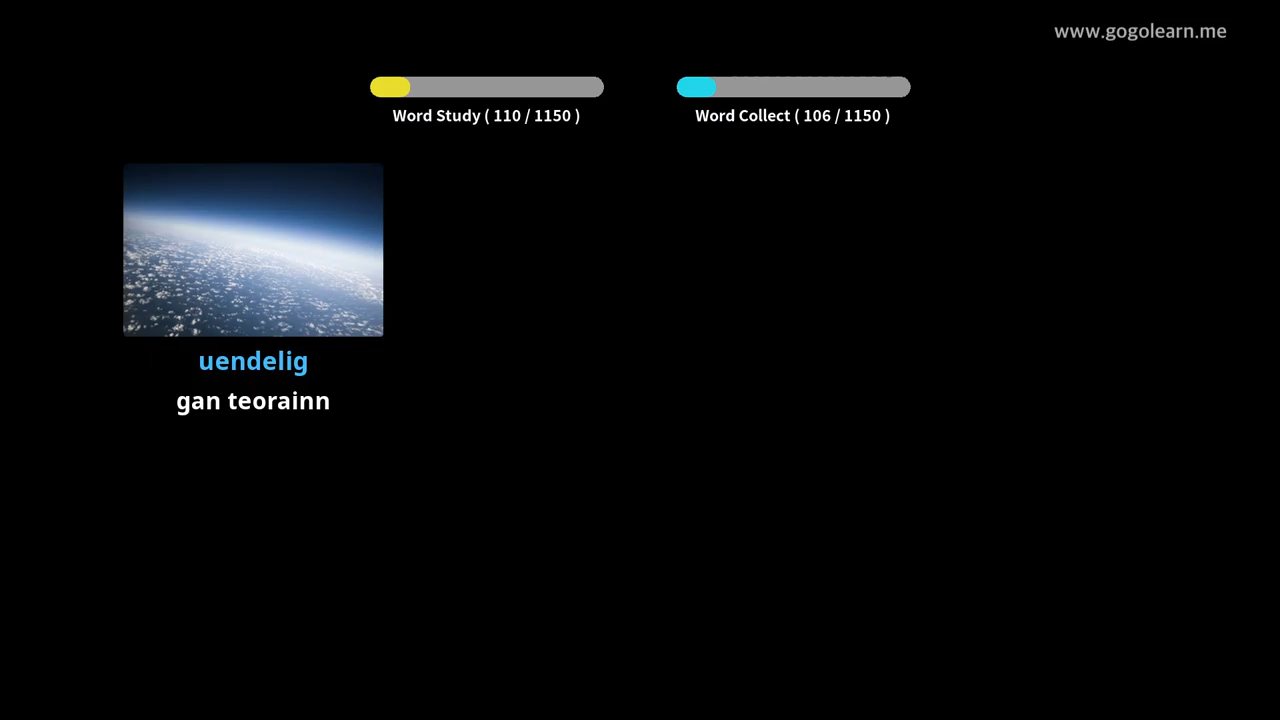 www.gogolearn.me
Word Study ( 110 / 1150 )
Word Collect ( 106 / 1150 )
uendelig
gan teorainn